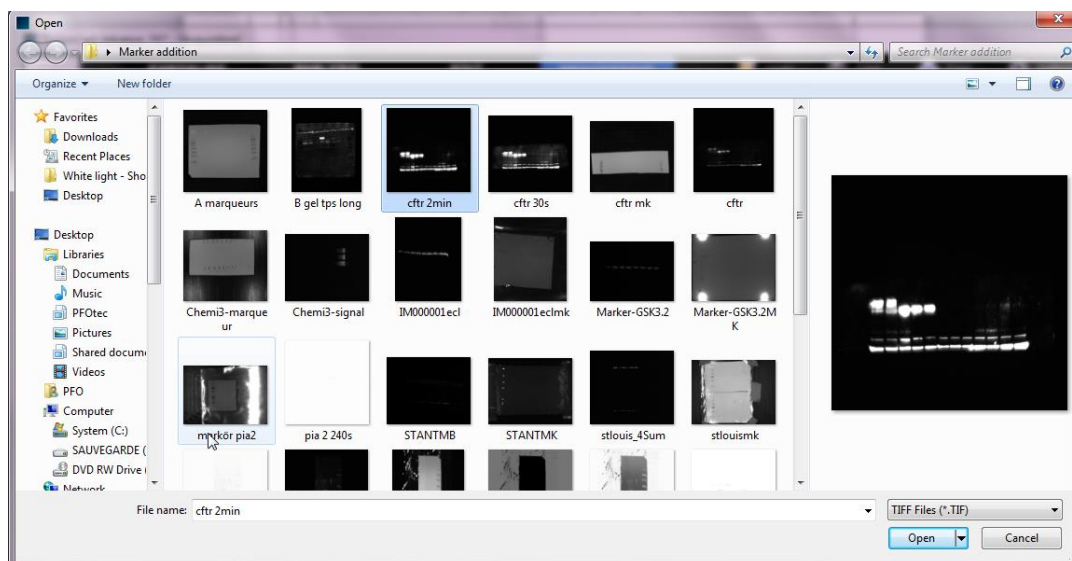 Open
Marker addition
Search Marker addition
Organize
New folder
Favorites
Downloads
Recent Places
White light - Sho
Desktop
Desktop
Libraries
Documents
Music
PFOtec
Pictures
Shared docum
Videos
PFO
Computer
System (C:)
SAUVEGARDE (
DVD RW Drive (
Network
A marqueurs
B gel tps long
cftr 2min
cftr 30s
cftr mk
cftr
Chemi3-marque
ur
Chemi3-signal
IM000001ecl
IM000001eclmk
Marker-GSK3.2
Marker-GSK3.2M
K
markör pia2
pia 2 240s
STANTMB
STANTMK
stlouis_4Sum
stlouismk
File name:
cftr 2min
TIFF Files (*.TIF)
Open
Cancel